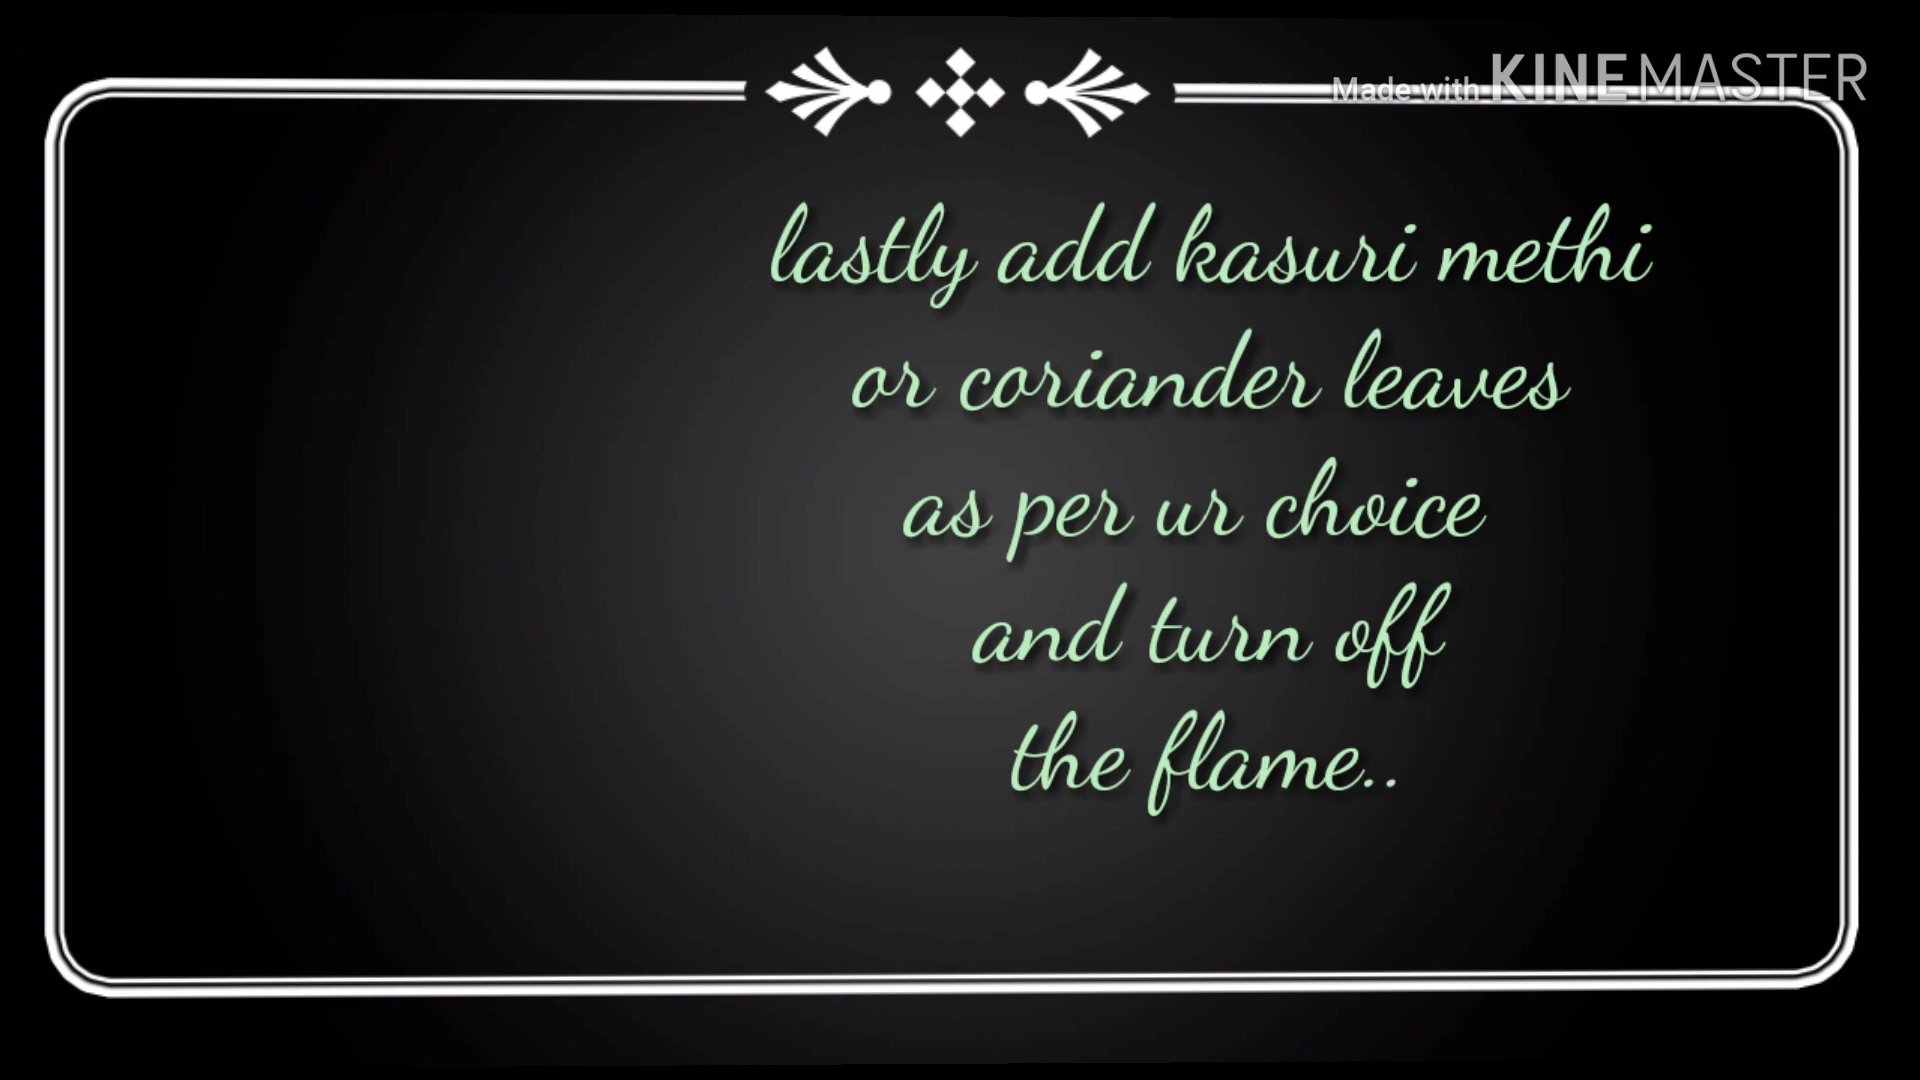 Made with KINEMASTER
lastly add kasuri methi
or coriander leaves
as per ur choice
and turn off
the flame..